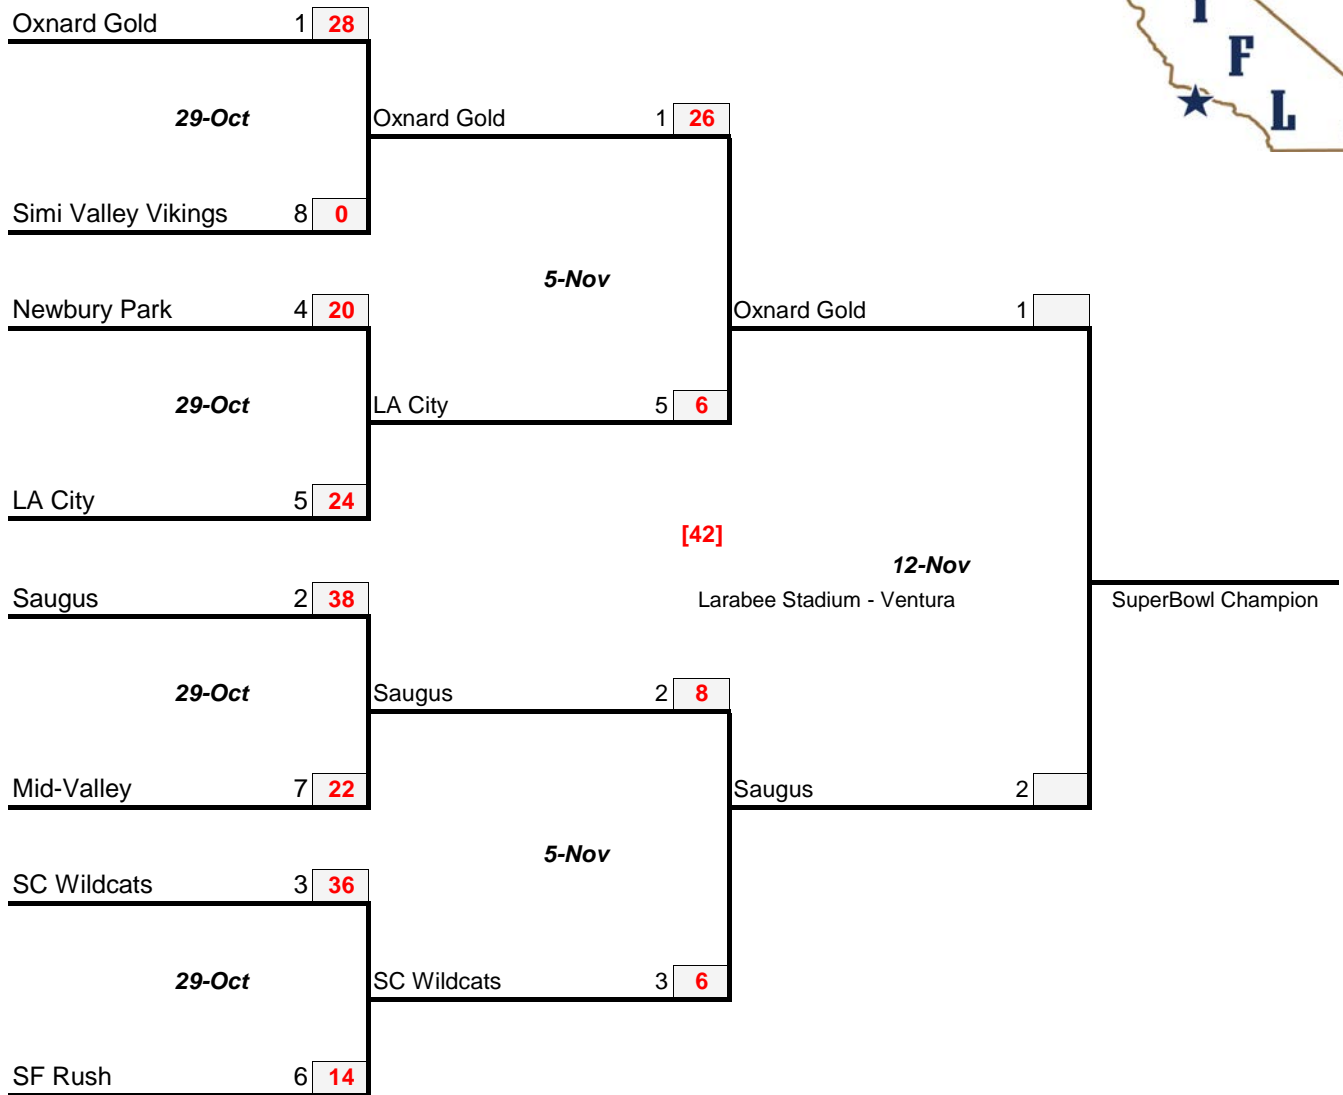 Oxnard Gold 1 28
29-Oct
Oxnard Gold 1 26
Simi Valley Vikings 8 0
5-Nov
Newbury Park 4 20
Oxnard Gold 1
29-Oct
LA City 5 6
LA City 5 24
[42]
12-Nov
Saugus 2 38
Larabee Stadium - Ventura
SuperBowl Champion
29-Oct
Saugus 2 8
Mid-Valley 7 22
Saugus 2
5-Nov
SC Wildcats 3 36
29-Oct
SC Wildcats 3 6
SF Rush 6 14
F
L